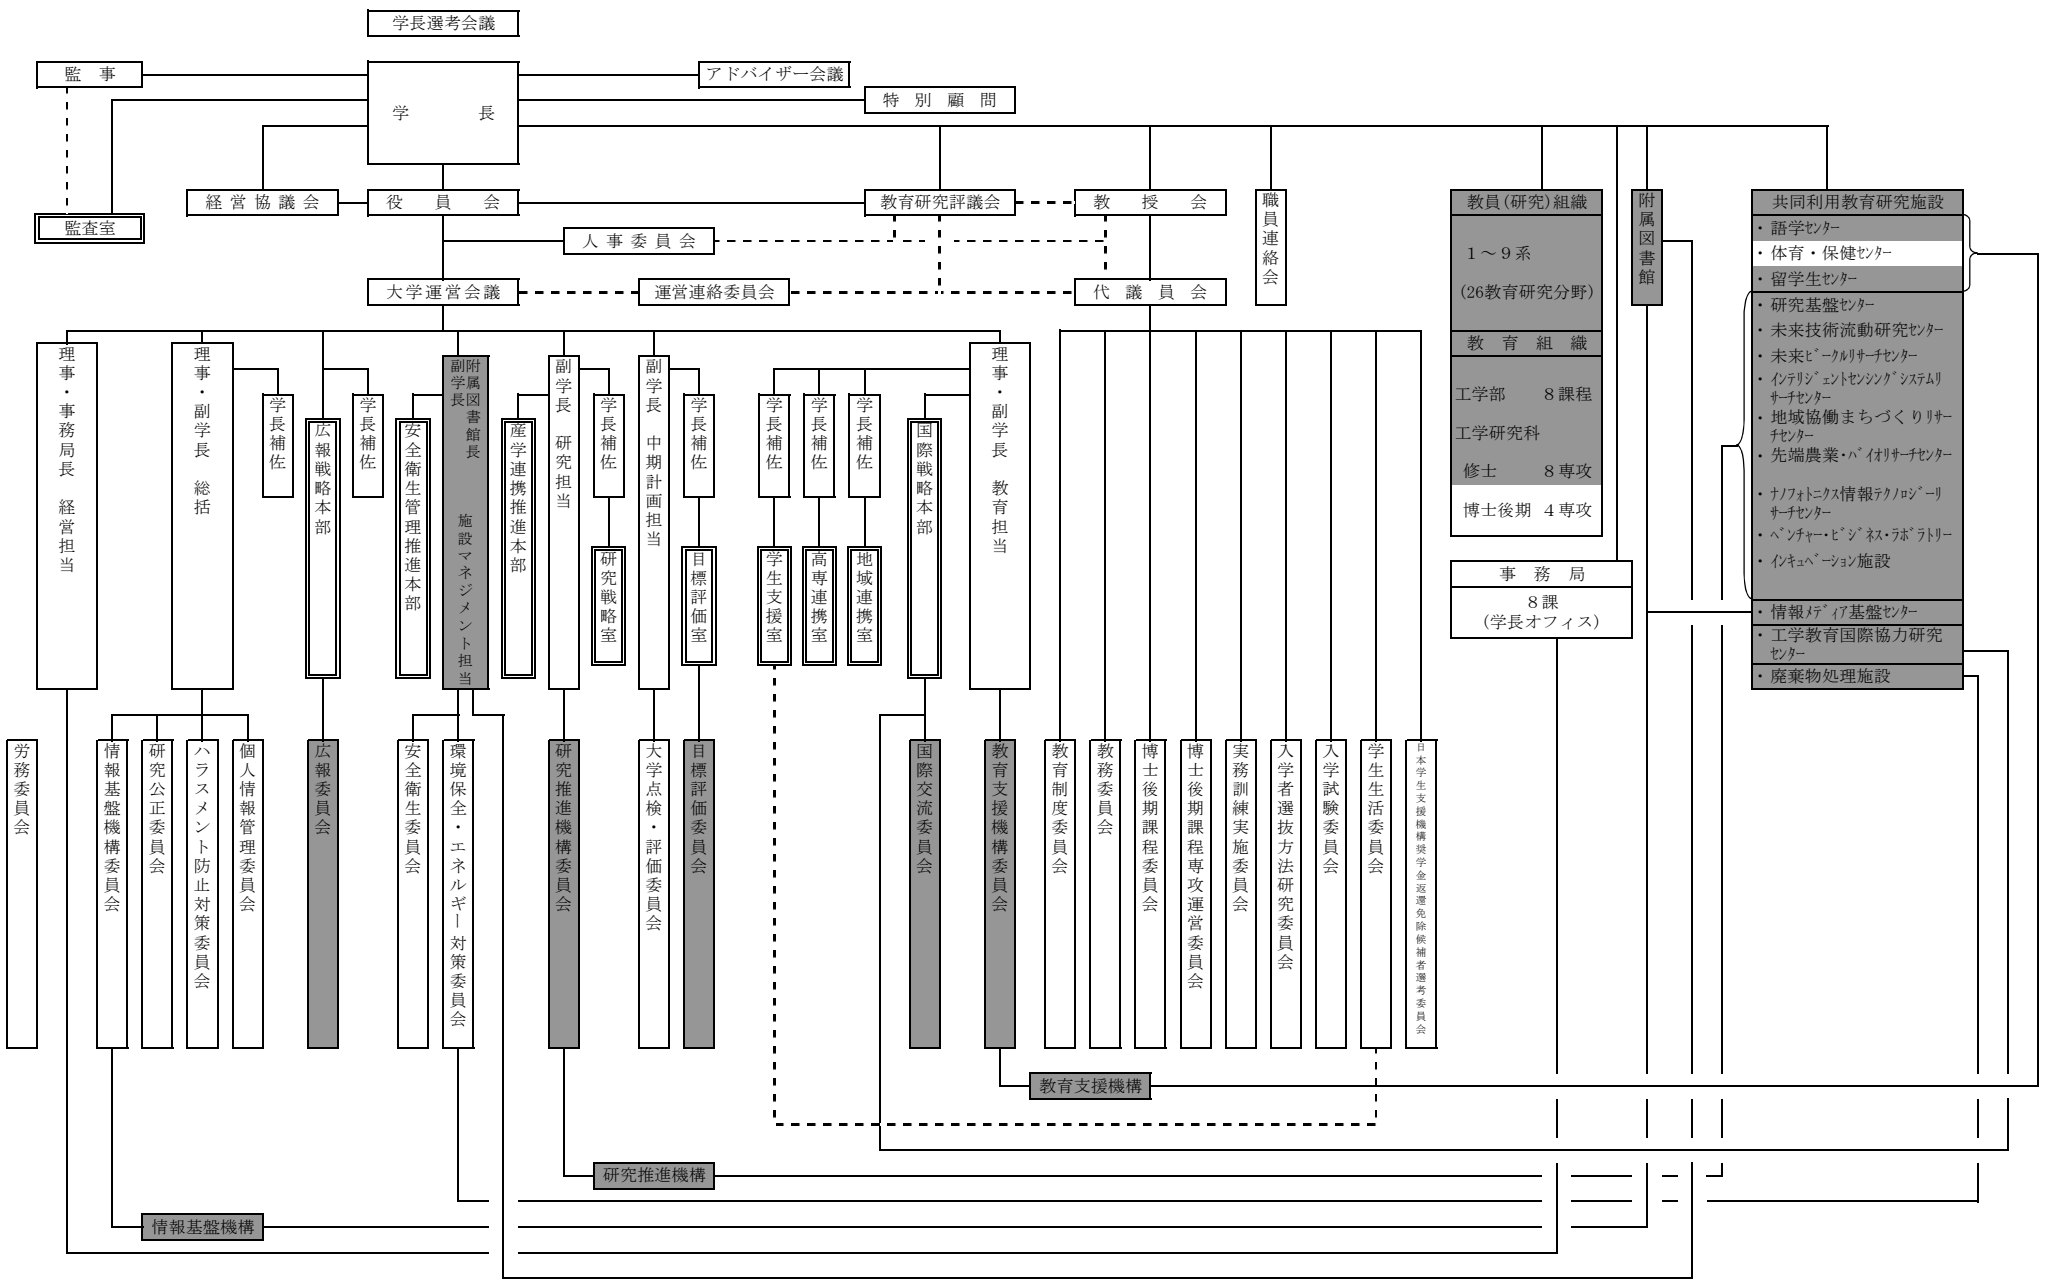 学長選考会議
監　事
学　　　長
アドバイザー会議
特　別　顧　問
監査室
経 営 協 議 会
役　員　会
教育研究評議会
教　授　会
人 事 委 員 会
大学運営会議
運営連絡委員会
代　議　員　会
職員連絡会
教員(研究)組織
１～９系
(26教育研究分野)
教　育　組　織
工学部　　８課程
工学研究科
修士　　８専攻
博士後期　４専攻
事　務　局
８課
(学長オフィス)
附属図書館
共同利用教育研究施設
・語学ｾﾝﾀｰ
・体育・保健ｾﾝﾀｰ
・留学生ｾﾝﾀｰ
・研究基盤ｾﾝﾀｰ
・未来技術流動研究ｾﾝﾀｰ
・未来ﾋﾞｰｸﾙﾘｻｰﾁｾﾝﾀｰ
・ｲﾝﾃﾘｼﾞｪﾝﾄｾﾝｼﾝｸﾞｼｽﾃﾑﾘ
ｻｰﾁｾﾝﾀｰ
・地域協働まちづくりﾘｻｰ
ﾁｾﾝﾀｰ
・先端農業・ﾊﾞｲｵﾘｻｰﾁｾﾝﾀｰ
・ﾅﾉﾌｫﾄﾆｸｽ情報ﾃｸﾉﾛｼﾞｰﾘ
ｻｰﾁｾﾝﾀｰ
・ﾍﾞﾝﾁｬｰ・ﾋﾞｼﾞﾈｽ・ﾗﾎﾞﾗﾄﾘｰ
・ｲﾝｷｭﾍﾞｰｼｮﾝ施設
・情報ﾒﾃﾞｨｱ基盤ｾﾝﾀｰ
・工学教育国際協力研究
ｾﾝﾀｰ
・廃棄物処理施設
理事・事務局長　経営担当
理事・副学長　総括
学長補佐
広報戦略本部
学長補佐
安全衛生管理推進本部
附属図書館長
副学長　施設マネジメント担当
産学連携推進本部
副学長　研究担当
学長補佐
研究戦略室
副学長　中期計画担当
学長補佐
目標評価室
学長補佐
学生支援室
学長補佐
高専連携室
学長補佐
地域連携室
国際戦略本部
理事・副学長　教育担当
労務委員会
情報基盤機構委員会
研究公正委員会
ハラスメント防止対策委員会
個人情報管理委員会
広報委員会
安全衛生委員会
環境保全・エネルギー対策委員会
研究推進機構委員会
大学点検・評価委員会
目標評価委員会
国際交流委員会
教育支援機構委員会
教育制度委員会
教務委員会
博士後期課程委員会
博士後期課程専攻運営委員会
実務訓練実施委員会
入学者選抜方法研究委員会
入学試験委員会
学生生活委員会
日本学生支援機構奨学金返還免除候補者選考委員会
教育支援機構
研究推進機構
情報基盤機構